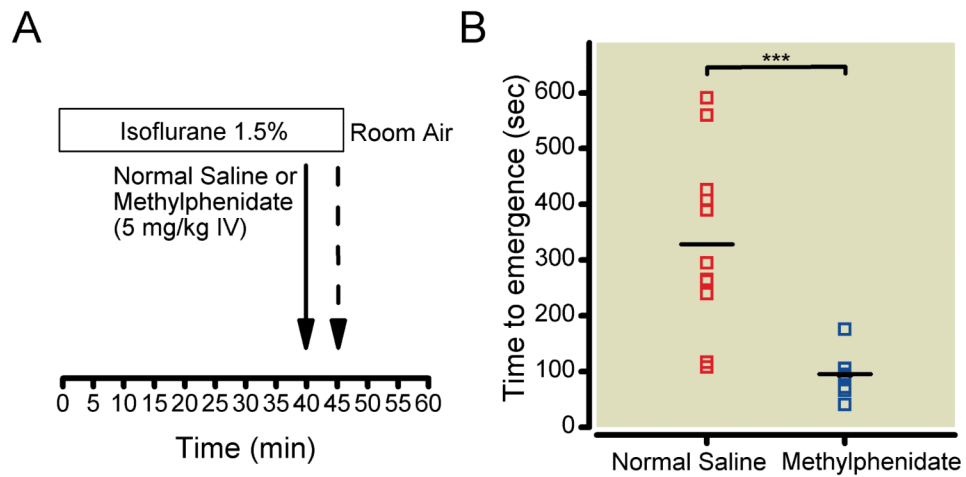 A
Isoflurane 1.5%
Room Air
Normal Saline or
Methylphenidate
(5 mg/kg IV)
0 5 10 15 20 25 30 35 40 45 50 55 60
Time (min)
B
***
Time to emergence (sec)
600
500
400
300
200
100
0
Normal Saline Methylphenidate